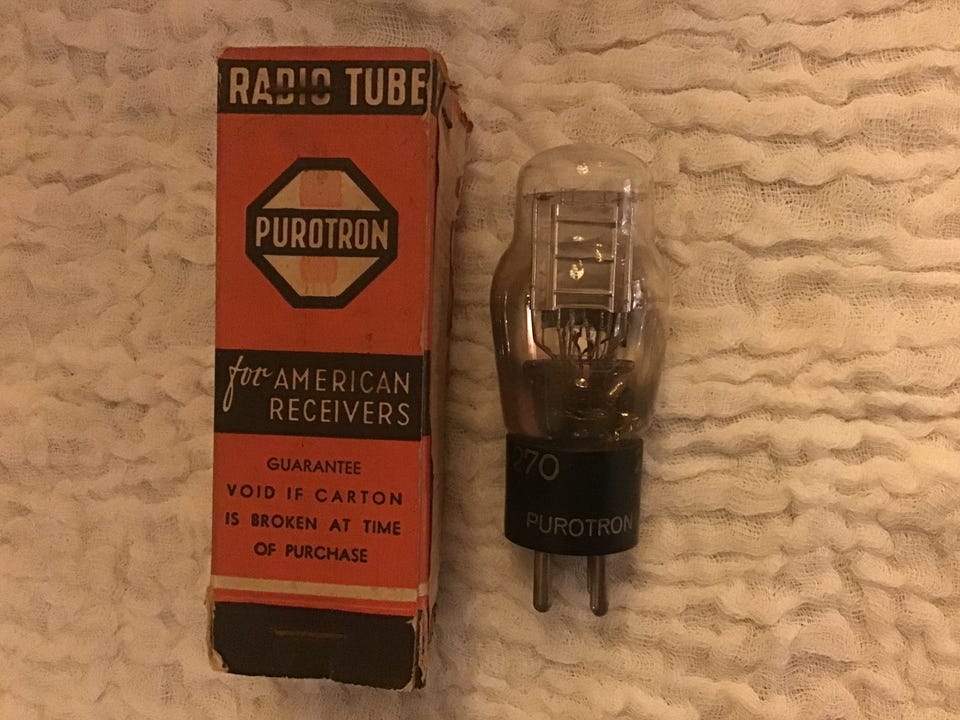 RADIO TUBE
PUROTRON
for AMERICAN
RECEIVERS
GUARANTEE
VOID IF CARTON
IS BROKEN AT TIME
OF PURCHASE
270
PUROTRON